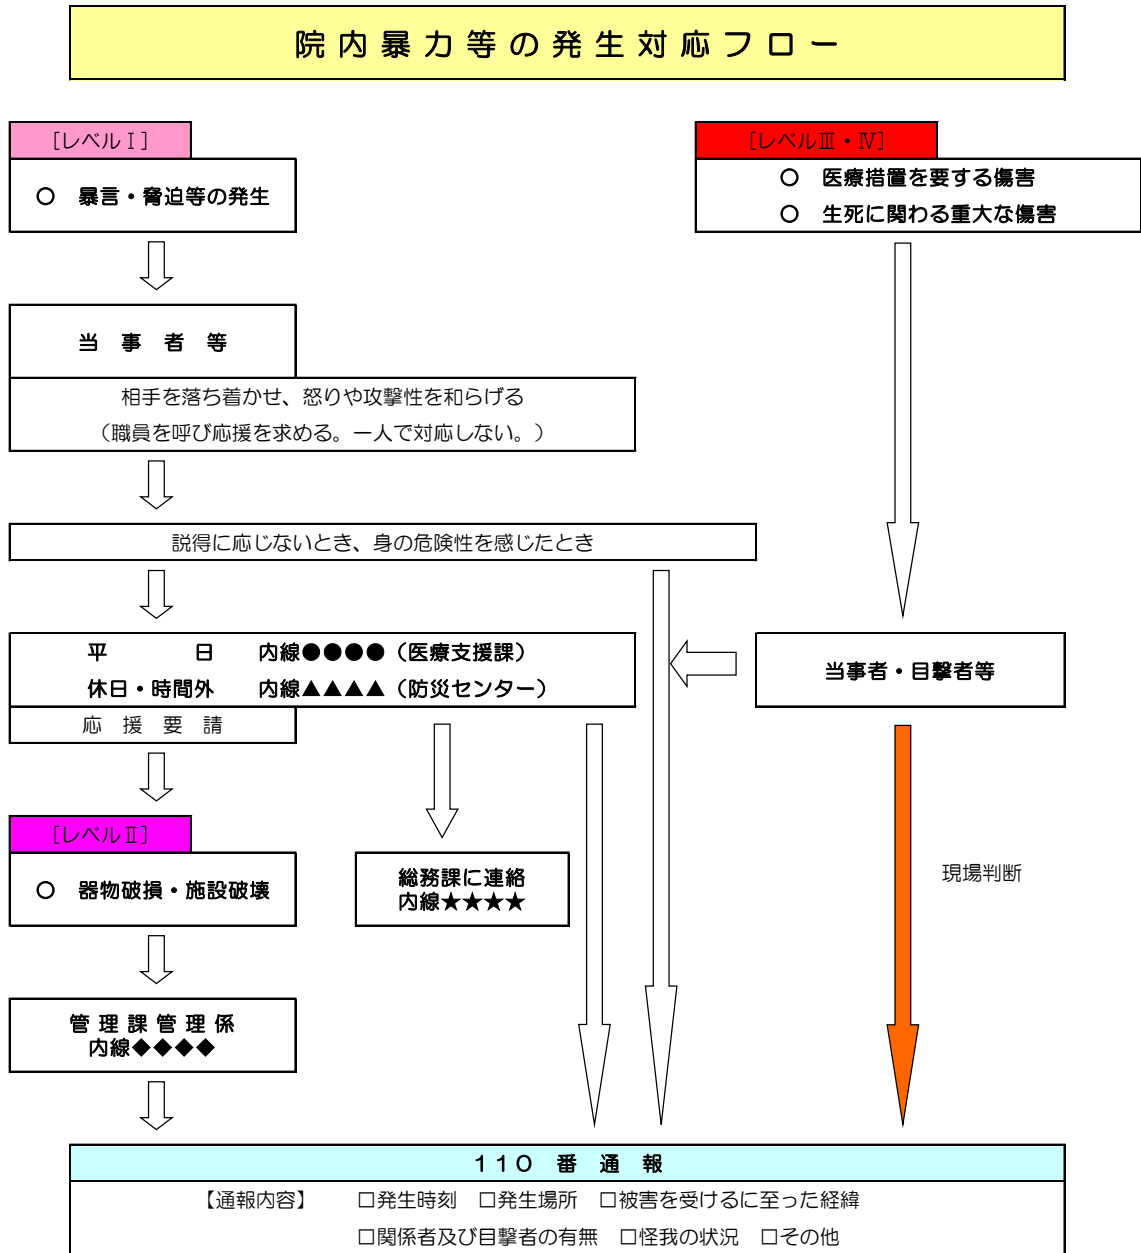 院内暴力等の発生対応フロー
[レベルⅠ]
○ 暴言・脅迫等の発生
[レベルⅢ・Ⅳ]
○ 医療措置を要する傷害
○ 生死に関わる重大な傷害
当事者等
相手を落ち着かせ、怒りや攻撃性を和らげる
(職員を呼び応援を求める。一人で対応しない。)
説得に応じないとき、身の危険性を感じたとき
平日 内線●●●●(医療支援課)
休日・時間外 内線▲▲▲▲(防災センター)
応援要請
当事者・目撃者等
[レベルⅡ]
○ 器物破損・施設破壊
総務課に連絡
内線★★★★
現場判断
管理課管理係
内線◆◆◆◆
110番通報
【通報内容】 □発生時刻 □発生場所 □被害を受けるに至った経緯
□関係者及び目撃者の有無 □怪我の状況 □その他